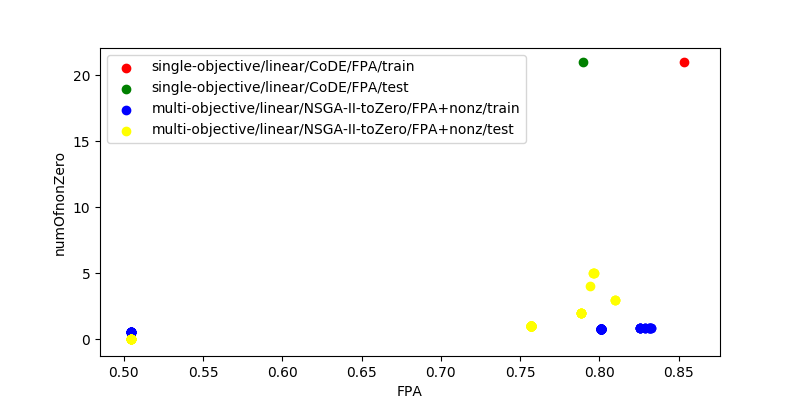 single-objective/linear/CoDE/FPA/train
single-objective/linear/CoDE/FPA/test
multi-objective/linear/NSGA-II-toZero/FPA+nonz/train
multi-objective/linear/NSGA-II-toZero/FPA+nonz/test
numOfnonZero
20
15
10
5
0
0.50 0.55 0.60 0.65 0.70 0.75 0.80 0.85
FPA